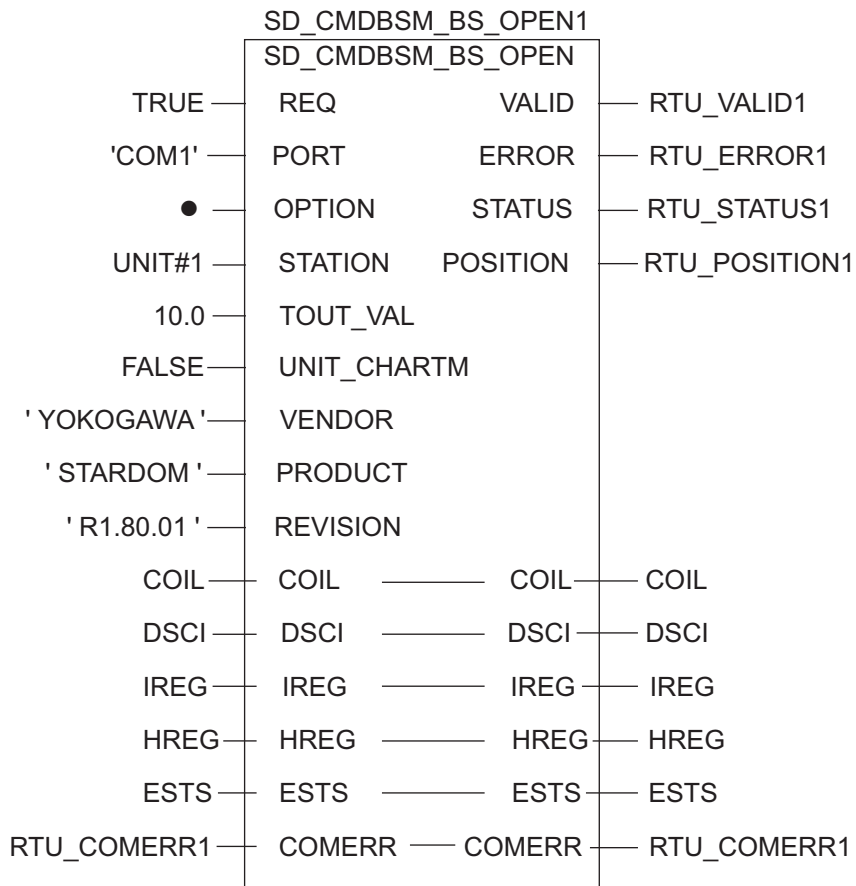 SD_CMDBSM_BS_OPEN1
SD_CMDBSM_BS_OPEN
TRUE REQ VALID RTU_VALID1
'COM1' PORT ERROR RTU_ERROR1
● OPTION STATUS RTU_STATUS1
UNIT#1 STATION POSITION RTU_POSITION1
10.0 TOUT_VAL
FALSE UNIT_CHARTM
' YOKOGAWA ' VENDOR
' STARDOM ' PRODUCT
' R1.80.01 ' REVISION
COIL COIL COIL COIL
DSCI DSCI DSCI DSCI
IREG IREG IREG IREG
HREG HREG HREG HREG
ESTS ESTS ESTS ESTS
RTU_COMERR1 COMERR COMERR RTU_COMERR1